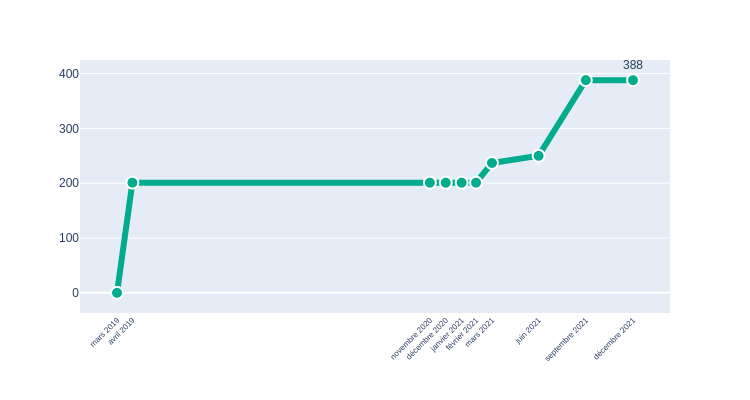 388
400
300
200
100
0
mars 2019
avril 2019
novembre 2020
décembre 2020
janvier 2021
février 2021
mars 2021
juin 2021
septembre 2021
décembre 2021